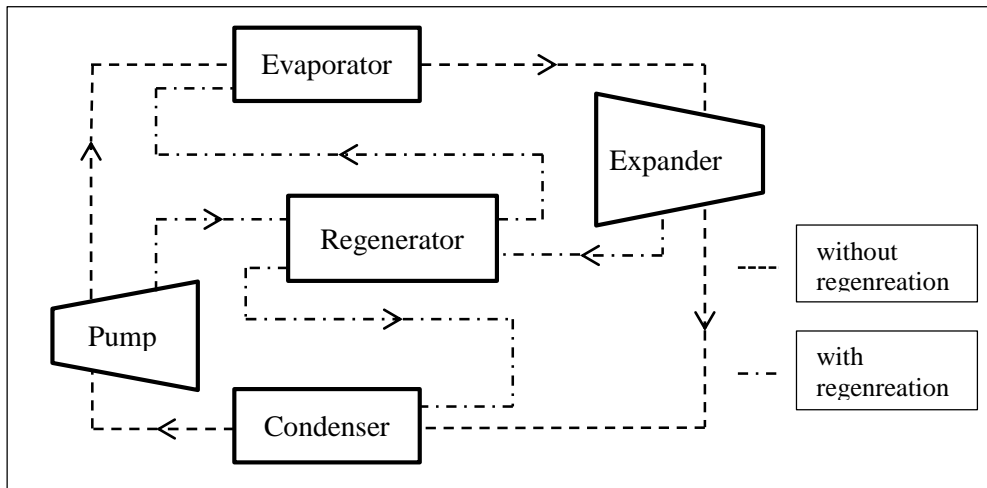 Evaporator
Expander
Regenerator
without
regenreation
Pump
with
regenreation
Condenser